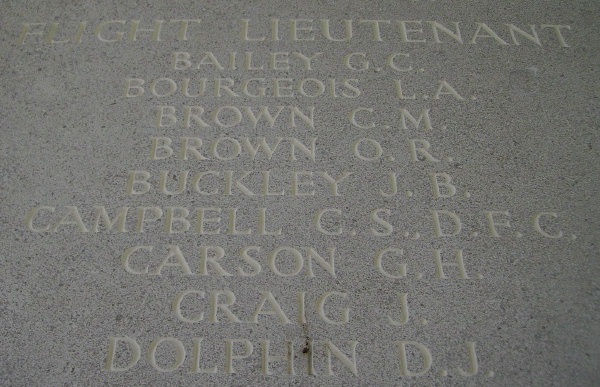 FLIGHT LIEUTENANT
BAILEY G.C.
BOURGEOIS L.A.
BROWN C.M.
BROWN O.R.
BUCKLEY J.B.
CAMPBELL C.S., D.F.C.
CARSON G.H.
CRAIG J.
DOLPHIN D.J.